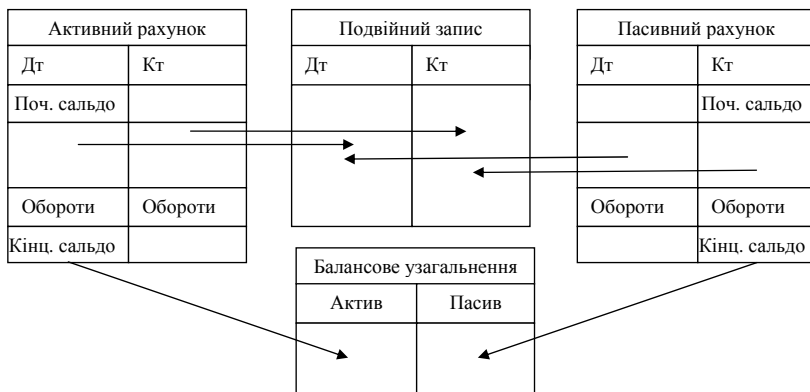 Активний рахунок
Дт Кт
Поч. сальдо
Обороти Обороти
Кінц. сальдо
Подвійний запис
Дт Кт
Пасивний рахунок
Дт Кт
Поч. сальдо
Обороти Обороти
Кінц. сальдо
Балансове узагальнення
Актив Пасив